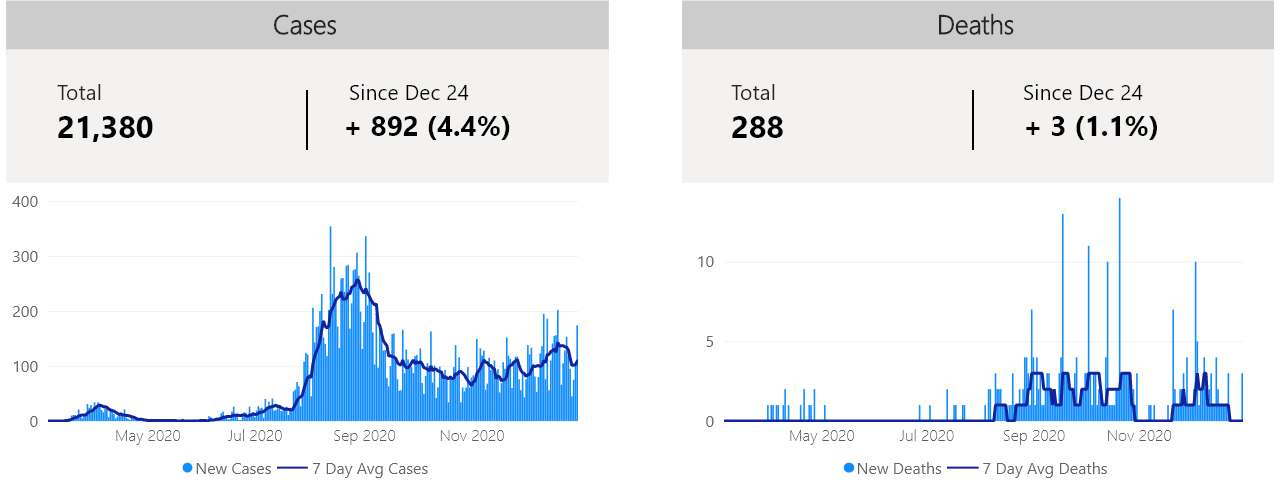 Cases
Total
21,380
Since Dec 24
+ 892 (4.4%)
400
300
200
100
0
May 2020
Jul 2020
Sep 2020
Nov 2020
New Cases
7 Day Avg Cases
Deaths
Total
288
Since Dec 24
+ 3 (1.1%)
10
5
0
May 2020
Jul 2020
Sep 2020
Nov 2020
New Deaths
7 Day Avg Deaths